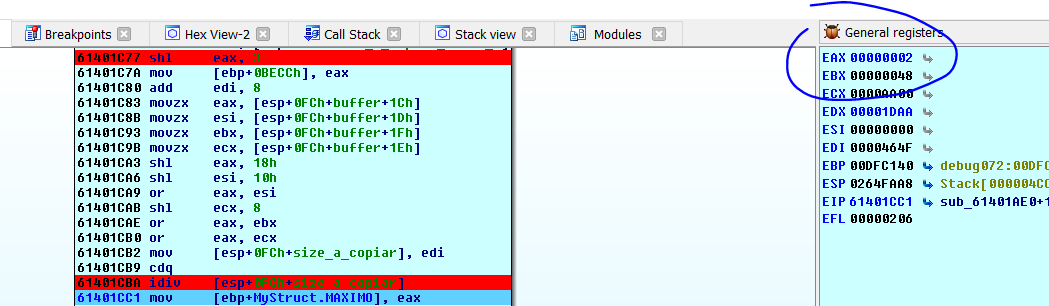 Breakpoints
Hex View-2
Call Stack
Stack view
Modules
General registers
61401C77 shl eax, 3
61401C7A mov [ebp+0BECCh], eax
61401C80 add edi, 8
61401C83 movzx eax, [esp+0FCh+buffer+1Ch]
61401C8B movzx esi, [esp+0FCh+buffer+1Dh]
61401C93 movzx ebx, [esp+0FCh+buffer+1Fh]
61401C9B movzx ecx, [esp+0FCh+buffer+1Eh]
61401CA3 shl eax, 18h
61401CA6 shl esi, 10h
61401CA9 or eax, esi
61401CAB shl ecx, 8
61401CAE or eax, ebx
61401CB0 or eax, ecx
61401CB2 mov [esp+0FCh+size_a_copiar], edi
61401CB9 cdq
61401CBA idiv [esp+0FCh+size_a_copiar]
61401CC1 mov [ebp+MyStruct.MAXIMO], eax
EAX 00000002
EBX 00000048
ECX 0000AA00
EDX 00001DAA
ESI 00000000
EDI 0000464F
EBP 00DFC140 debug072:00DFC
ESP 0264FAA8 Stack[000004CC
EIP 61401CC1 sub_61401AE0+1
EFL 00000206